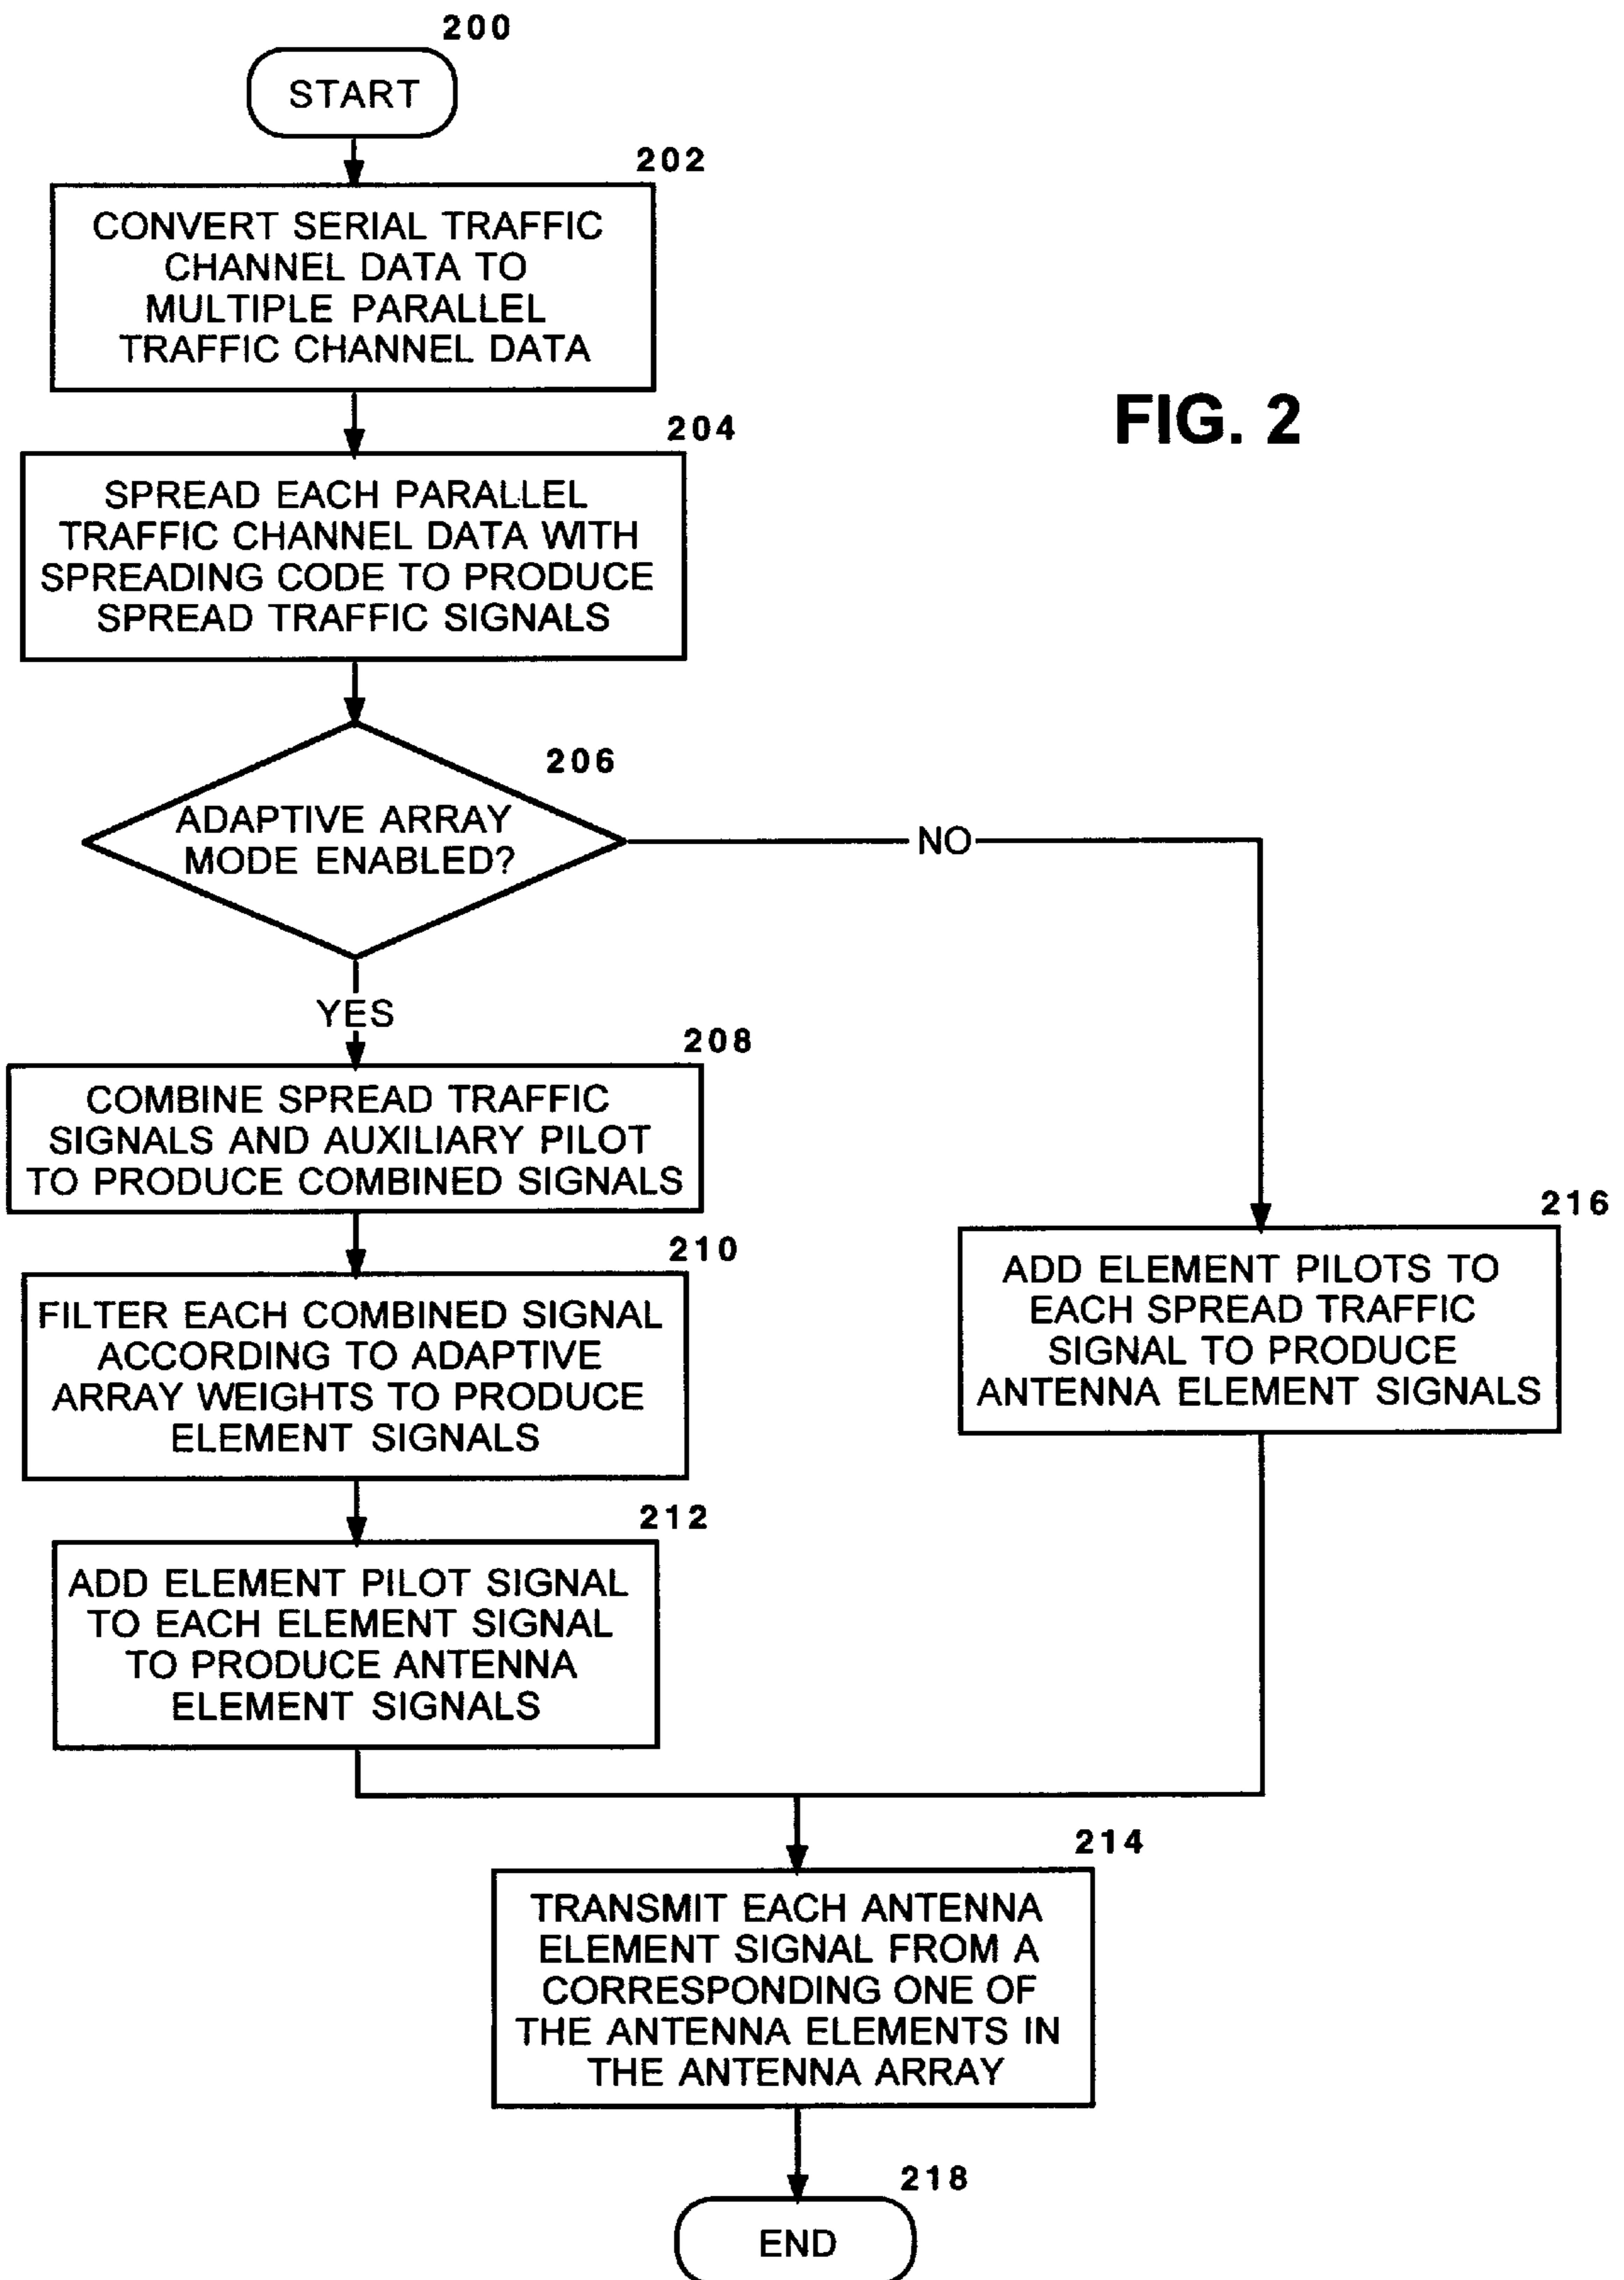 200
START
202
CONVERT SERIAL TRAFFIC
CHANNEL DATA TO
MULTIPLE PARALLEL
TRAFFIC CHANNEL DATA
FIG. 2
204
SPREAD EACH PARALLEL
TRAFFIC CHANNEL DATA WITH
SPREADING CODE TO PRODUCE
SPREAD TRAFFIC SIGNALS
206
ADAPTIVE ARRAY
MODE ENABLED?
NO
YES
208
COMBINE SPREAD TRAFFIC
SIGNALS AND AUXILIARY PILOT
TO PRODUCE COMBINED SIGNALS
210
FILTER EACH COMBINED SIGNAL
ACCORDING TO ADAPTIVE
ARRAY WEIGHTS TO PRODUCE
ELEMENT SIGNALS
216
ADD ELEMENT PILOTS TO
EACH SPREAD TRAFFIC
SIGNAL TO PRODUCE
ANTENNA ELEMENT SIGNALS
212
ADD ELEMENT PILOT SIGNAL
TO EACH ELEMENT SIGNAL
TO PRODUCE ANTENNA
ELEMENT SIGNALS
214
TRANSMIT EACH ANTENNA
ELEMENT SIGNAL FROM A
CORRESPONDING ONE OF
THE ANTENNA ELEMENTS IN
THE ANTENNA ARRAY
218
END